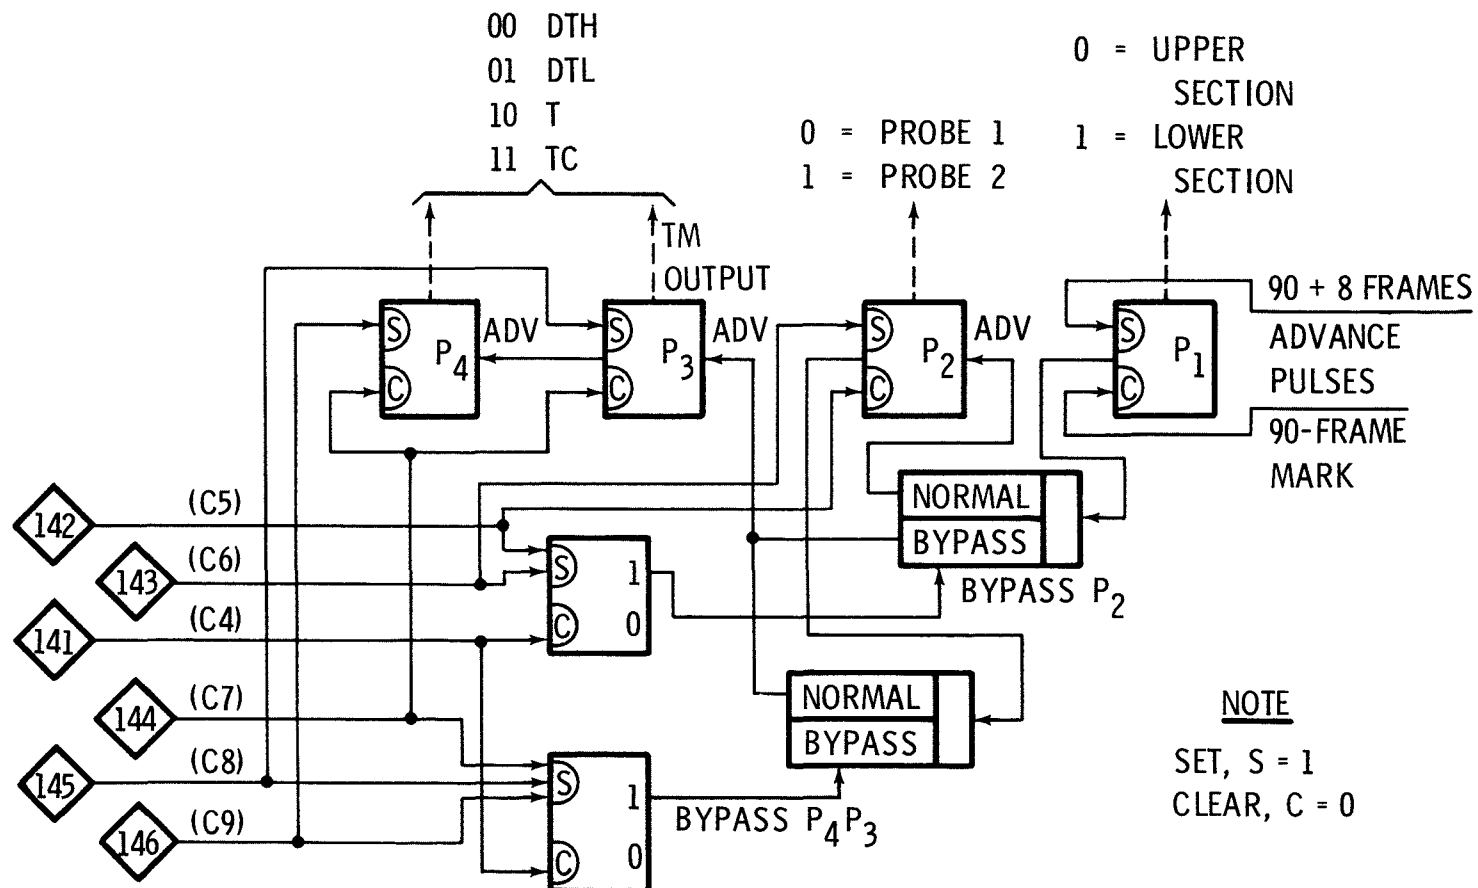 00 DTH
01 DTL
10 T
11 TC
0 = PROBE 1
1 = PROBE 2
0 = UPPER
SECTION
1 = LOWER
SECTION
TM
OUTPUT
S
P4
C
ADV
S
P3
C
ADV
S
P2
C
ADV
S
P1
C
90 + 8 FRAMES
ADVANCE
PULSES
90-FRAME
MARK
142
(C5)
143
(C6)
141
(C4)
144
(C7)
145
(C8)
146
(C9)
S
1
C
0
NORMAL
BYPASS
BYPASS P2
NORMAL
BYPASS
S
1
C
0
BYPASS P4P3
NOTE
SET, S = 1
CLEAR, C = 0